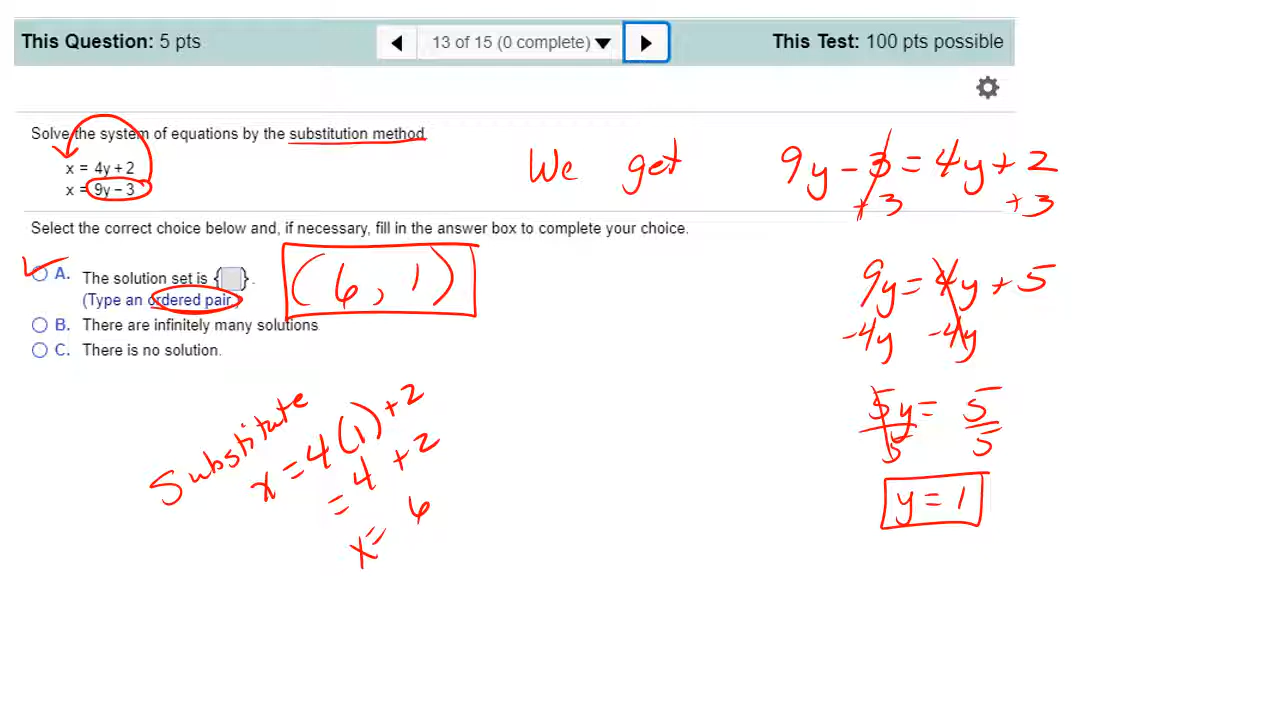 This Question: 5 pts
13 of 15 (0 complete)
This Test: 100 pts possible
Solve the system of equations by the substitution method.
x = 4y + 2
x = 9y − 3
We get 9y - 3 = 4y + 2
+3 +3
Select the correct choice below and, if necessary, fill in the answer box to complete your choice.
A. The solution set is { }.
(Type an ordered pair.)
(6, 1)
B. There are infinitely many solutions
C. There is no solution.
9y = 4y + 5
-4y -4y
5y = 5
5 5
y = 1
Substitute
x = 4(1) + 2
= 4 + 2
x = 6